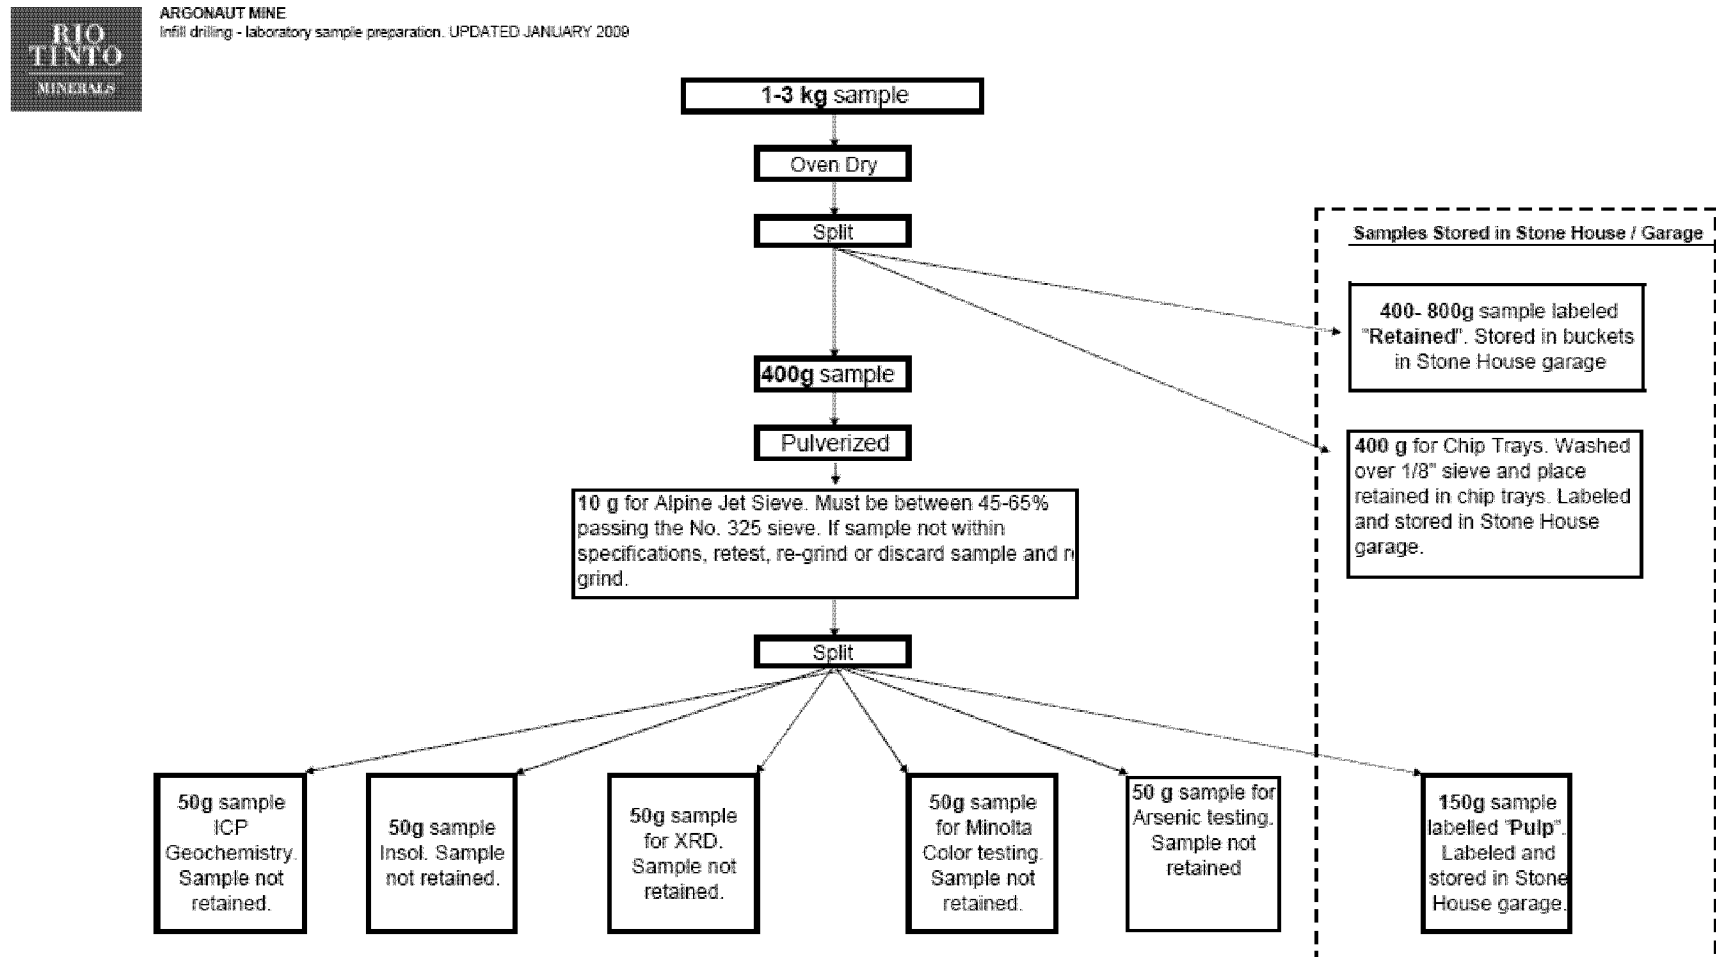 RIO
TINTO
MINERALS
ARGONAUT MINE
Infill drilling - laboratory sample preparation. UPDATED JANUARY 2009
1-3 kg sample
Oven Dry
Split
Samples Stored in Stone House / Garage
400- 800g sample labeled
"Retained". Stored in buckets
in Stone House garage
400g sample
Pulverized
400 g for Chip Trays. Washed
over 1/8" sieve and place
retained in chip trays. Labeled
and stored in Stone House
garage.
10 g for Alpine Jet Sieve. Must be between 45-65%
passing the No. 325 sieve. If sample not within
specifications, retest, re-grind or discard sample and r
grind.
Split
50g sample
ICP
Geochemistry.
Sample not
retained.
50g sample
Insol. Sample
not retained.
50g sample
for XRD.
Sample not
retained.
50g sample
for Minolta
Color testing.
Sample not
retained.
50 g sample for
Arsenic testing.
Sample not
retained
150g sample
labelled "Pulp".
Labeled and
stored in Stone
House garage.